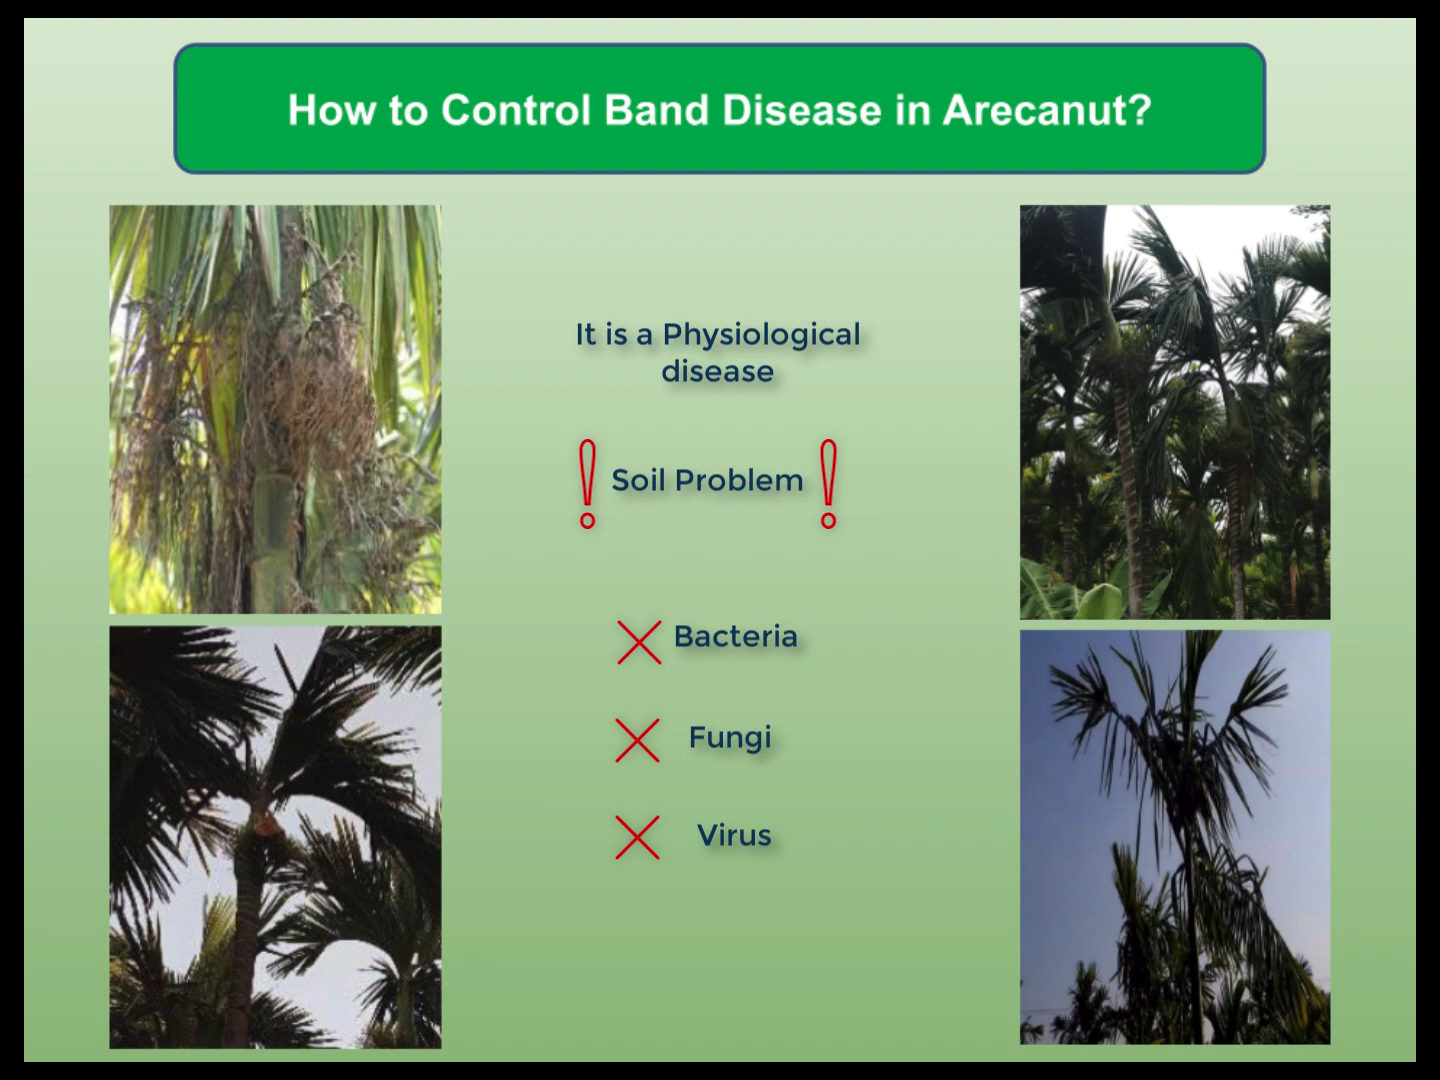 How to Control Band Disease in Arecanut?
It is a Physiological
disease
Soil Problem
Bacteria
Fungi
Virus